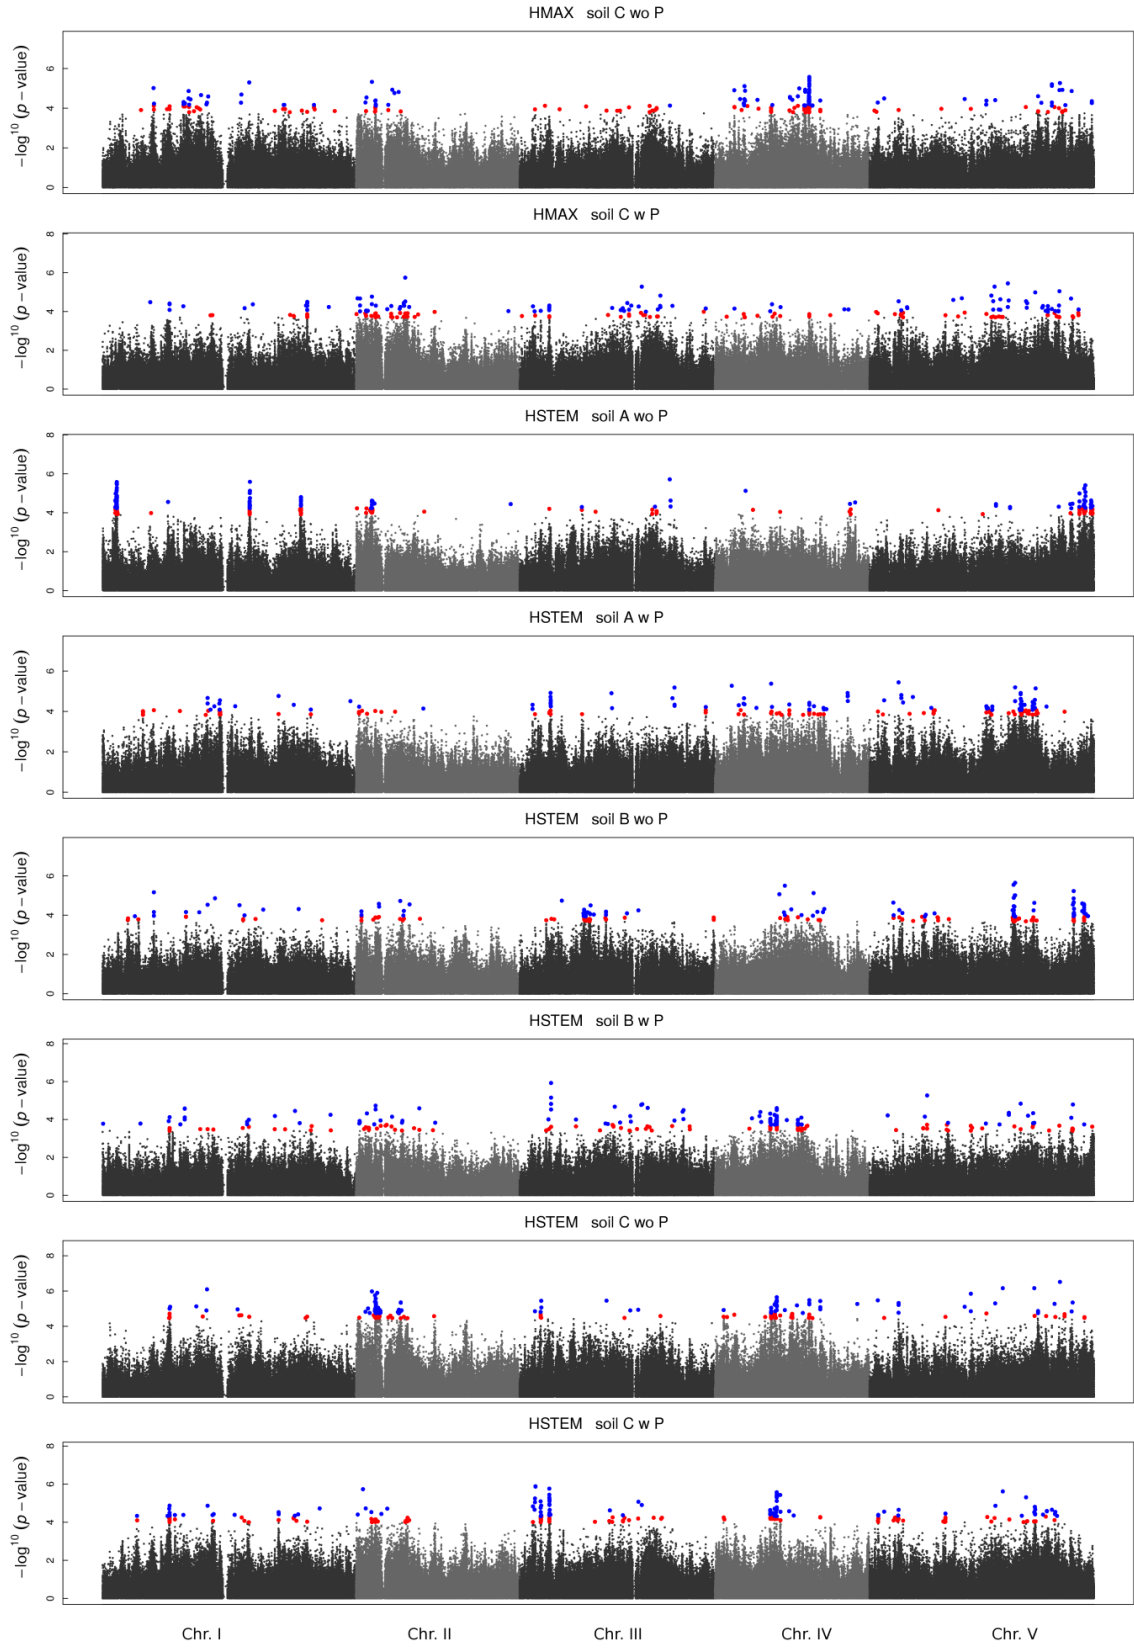 HMAX soil C wo P
−log10 (p − value)
0 2 4 6
HMAX soil C w P
−log10 (p − value)
0 2 4 6 8
HSTEM soil A wo P
−log10 (p − value)
0 2 4 6 8
HSTEM soil A w P
−log10 (p − value)
0 2 4 6
HSTEM soil B wo P
−log10 (p − value)
0 2 4 6
HSTEM soil B w P
−log10 (p − value)
0 2 4 6 8
HSTEM soil C wo P
−log10 (p − value)
0 2 4 6 8
HSTEM soil C w P
−log10 (p − value)
0 2 4 6 8
Chr. I Chr. II Chr. III Chr. IV Chr. V